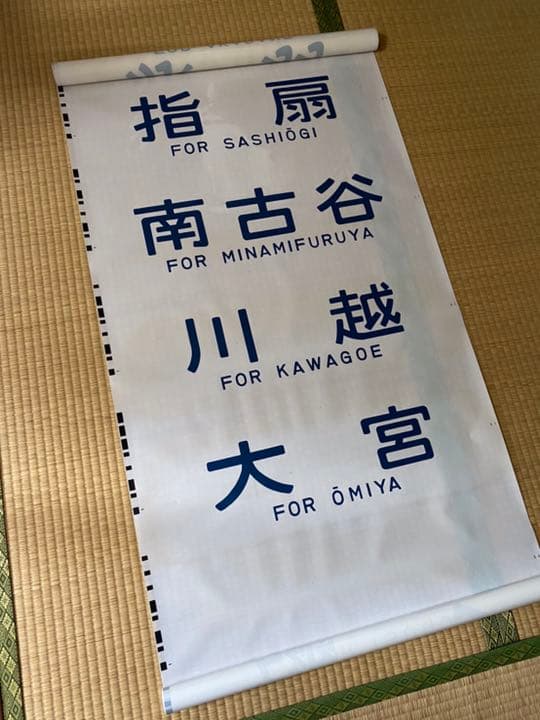 指扇
FOR SASHIŌGI
南古谷
FOR MINAMIFURUYA
川越
FOR KAWAGOE
大宮
FOR ŌMIYA